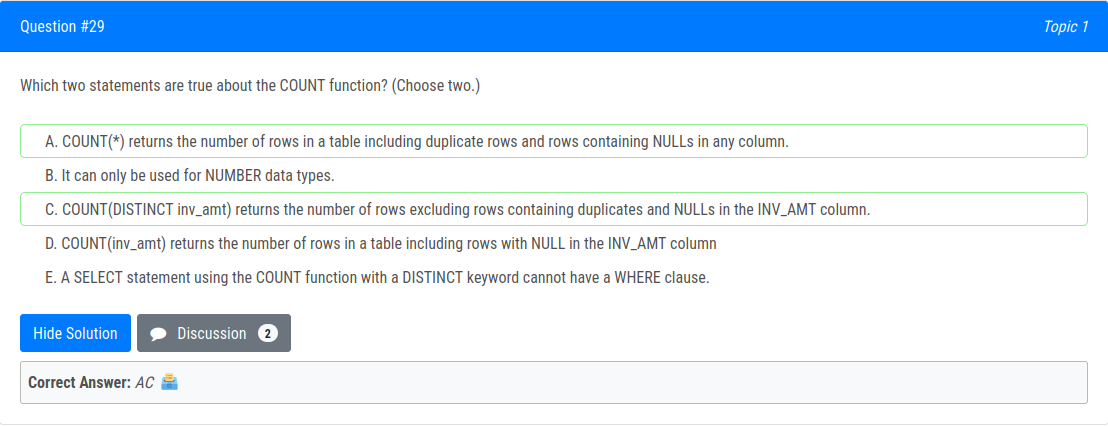 Question #29
Topic 1
Which two statements are true about the COUNT function? (Choose two.)
A. COUNT(*) returns the number of rows in a table including duplicate rows and rows containing NULLs in any column.
B. It can only be used for NUMBER data types.
C. COUNT(DISTINCT inv_amt) returns the number of rows excluding rows containing duplicates and NULLs in the INV_AMT column.
D. COUNT(inv_amt) returns the number of rows in a table including rows with NULL in the INV_AMT column
E. A SELECT statement using the COUNT function with a DISTINCT keyword cannot have a WHERE clause.
Hide Solution
Discussion 2
Correct Answer: AC